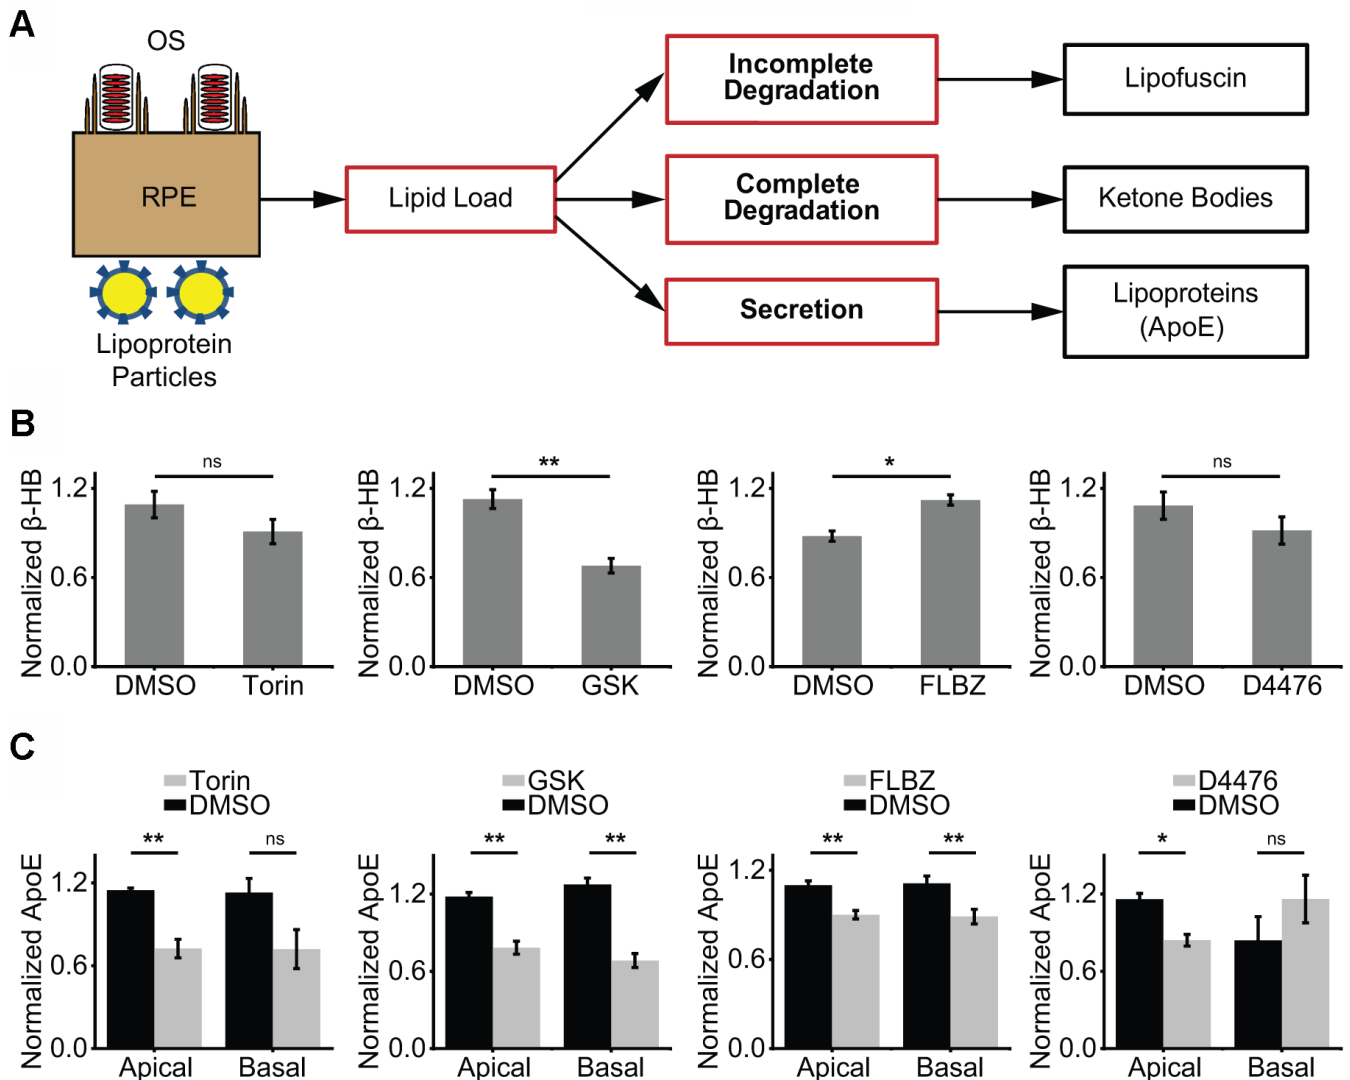 A
OS
RPE
Lipoprotein
Particles
Lipid Load
Incomplete
Degradation
Complete
Degradation
Secretion
Lipofuscin
Ketone Bodies
Lipoproteins
(ApoE)
B
Normalized β-HB
1.2
0.6
0.0
ns
DMSO Torin
Normalized β-HB
1.2
0.6
0.0
**
DMSO GSK
Normalized β-HB
1.2
0.6
0.0
*
DMSO FLBZ
Normalized β-HB
1.2
0.6
0.0
ns
DMSO D4476
C
Torin
DMSO
Normalized ApoE
1.2
0.6
0.0
** ns
Apical Basal
GSK
DMSO
Normalized ApoE
1.2
0.6
0.0
** **
Apical Basal
FLBZ
DMSO
Normalized ApoE
1.2
0.6
0.0
** **
Apical Basal
D4476
DMSO
Normalized ApoE
1.2
0.6
0.0
* ns
Apical Basal